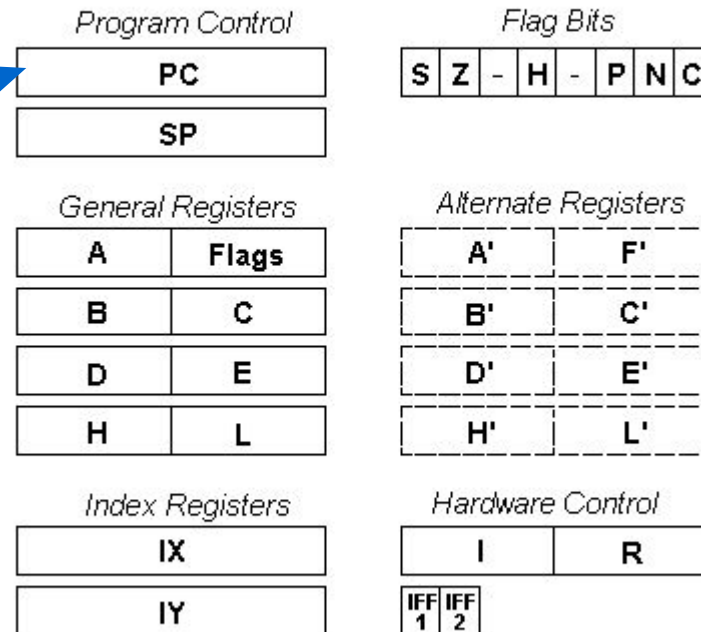 Program Control
PC
SP
Flag Bits
S Z - H - P N C
General Registers
A Flags
B C
D E
H L
Alternate Registers
A' F'
B' C'
D' E'
H' L'
Index Registers
IX
IY
Hardware Control
I R
IFF IFF
1 2